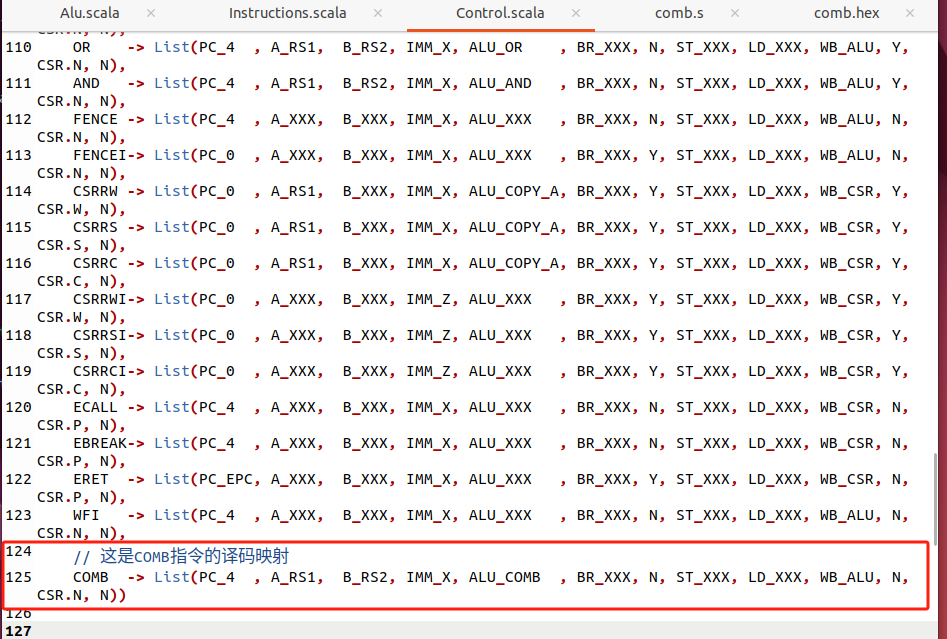 Alu.scala × Instructions.scala × Control.scala × comb.s × comb.hex ×
CSR.N, N),
110 OR -> List(PC_4 , A_RS1, B_RS2, IMM_X, ALU_OR , BR_XXX, N, ST_XXX, LD_XXX, WB_ALU, Y,
CSR.N, N),
111 AND -> List(PC_4 , A_RS1, B_RS2, IMM_X, ALU_AND , BR_XXX, N, ST_XXX, LD_XXX, WB_ALU, Y,
CSR.N, N),
112 FENCE -> List(PC_4 , A_XXX, B_XXX, IMM_X, ALU_XXX , BR_XXX, N, ST_XXX, LD_XXX, WB_ALU, N,
CSR.N, N),
113 FENCEI-> List(PC_0 , A_XXX, B_XXX, IMM_X, ALU_XXX , BR_XXX, Y, ST_XXX, LD_XXX, WB_ALU, N,
CSR.N, N),
114 CSRRW -> List(PC_0 , A_RS1, B_XXX, IMM_X, ALU_COPY_A, BR_XXX, Y, ST_XXX, LD_XXX, WB_CSR, Y,
CSR.W, N),
115 CSRRS -> List(PC_0 , A_RS1, B_XXX, IMM_X, ALU_COPY_A, BR_XXX, Y, ST_XXX, LD_XXX, WB_CSR, Y,
CSR.S, N),
116 CSRRC -> List(PC_0 , A_RS1, B_XXX, IMM_X, ALU_COPY_A, BR_XXX, Y, ST_XXX, LD_XXX, WB_CSR, Y,
CSR.C, N),
117 CSRRWI-> List(PC_0 , A_XXX, B_XXX, IMM_Z, ALU_XXX , BR_XXX, Y, ST_XXX, LD_XXX, WB_CSR, Y,
CSR.W, N),
118 CSRRSI-> List(PC_0 , A_XXX, B_XXX, IMM_Z, ALU_XXX , BR_XXX, Y, ST_XXX, LD_XXX, WB_CSR, Y,
CSR.S, N),
119 CSRRCI-> List(PC_0 , A_XXX, B_XXX, IMM_Z, ALU_XXX , BR_XXX, Y, ST_XXX, LD_XXX, WB_CSR, Y,
CSR.C, N),
120 ECALL -> List(PC_4 , A_XXX, B_XXX, IMM_X, ALU_XXX , BR_XXX, N, ST_XXX, LD_XXX, WB_CSR, N,
CSR.P, N),
121 EBREAK-> List(PC_4 , A_XXX, B_XXX, IMM_X, ALU_XXX , BR_XXX, N, ST_XXX, LD_XXX, WB_CSR, N,
CSR.P, N),
122 ERET -> List(PC_EPC, A_XXX, B_XXX, IMM_X, ALU_XXX , BR_XXX, Y, ST_XXX, LD_XXX, WB_CSR, N,
CSR.P, N),
123 WFI -> List(PC_4 , A_XXX, B_XXX, IMM_X, ALU_XXX , BR_XXX, N, ST_XXX, LD_XXX, WB_ALU, N,
CSR.N, N),
124 // 这是COMB指令的译码映射
125 COMB -> List(PC_4 , A_RS1, B_RS2, IMM_X, ALU_COMB , BR_XXX, N, ST_XXX, LD_XXX, WB_ALU, N,
CSR.N, N))
126
127